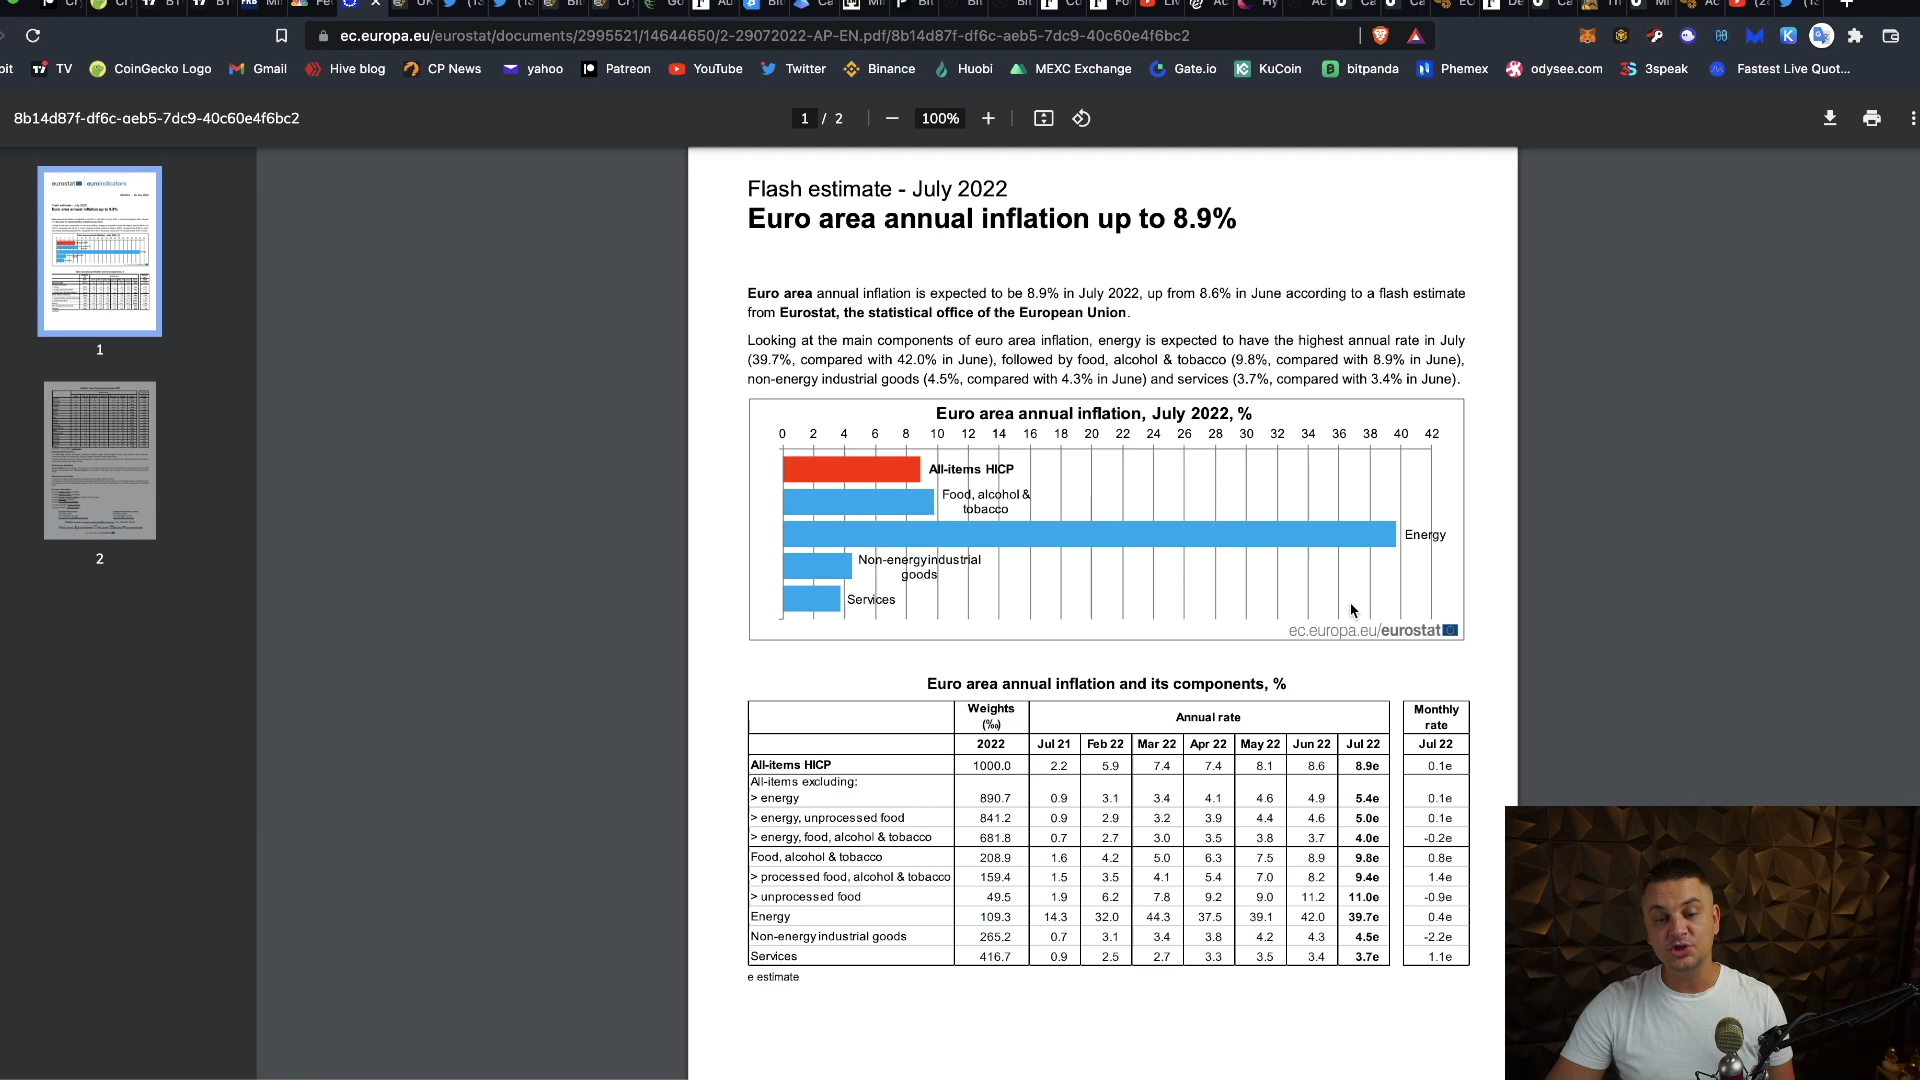 ec.europa.eu/eurostat/documents/2995521/14644650/2-29072022-AP-EN.pdf/8b14d87f-df6c-aeb5-7dc9-40c60e4f6bc2
TV CoinGecko Logo Gmail Hive blog CP News yahoo Patreon YouTube Twitter Binance Huobi MEXC Exchange Gate.io KuCoin bitpanda Phemex odysee.com 3speak Fastest Live Quot...
8b14d87f-df6c-aeb5-7dc9-40c60e4f6bc2 1 / 2 100%
eurostat euroindicators
1
2
Flash estimate - July 2022
Euro area annual inflation up to 8.9%
Euro area annual inflation is expected to be 8.9% in July 2022, up from 8.6% in June according to a flash estimate
from Eurostat, the statistical office of the European Union.
Looking at the main components of euro area inflation, energy is expected to have the highest annual rate in July
(39.7%, compared with 42.0% in June), followed by food, alcohol & tobacco (9.8%, compared with 8.9% in June),
non-energy industrial goods (4.5%, compared with 4.3% in June) and services (3.7%, compared with 3.4% in June).
Euro area annual inflation, July 2022, %
0 2 4 6 8 10 12 14 16 18 20 22 24 26 28 30 32 34 36 38 40 42
All-items HICP
Food, alcohol &
tobacco
Energy
Non-energy industrial
goods
Services
ec.europa.eu/eurostat
Euro area annual inflation and its components, %
Weights (‰) Annual rate Monthly rate
2022 Jul 21 Feb 22 Mar 22 Apr 22 May 22 Jun 22 Jul 22 Jul 22
All-items HICP 1000.0 2.2 5.9 7.4 7.4 8.1 8.6 8.9e 0.1e
All-items excluding:
> energy 890.7 0.9 3.1 3.4 4.1 4.6 4.9 5.4e 0.1e
> energy, unprocessed food 841.2 0.9 2.9 3.2 3.9 4.4 4.6 5.0e 0.1e
> energy, food, alcohol & tobacco 681.8 0.7 2.7 3.0 3.5 3.8 3.7 4.0e -0.2e
Food, alcohol & tobacco 208.9 1.6 4.2 5.0 6.3 7.5 8.9 9.8e 0.8e
> processed food, alcohol & tobacco 159.4 1.5 3.5 4.1 5.4 7.0 8.2 9.4e 1.4e
> unprocessed food 49.5 1.9 6.2 7.8 9.2 9.0 11.2 11.0e -0.9e
Energy 109.3 14.3 32.0 44.3 37.5 39.1 42.0 39.7e 0.4e
Non-energy industrial goods 265.2 0.7 3.1 3.4 3.8 4.2 4.3 4.5e -2.2e
Services 416.7 0.9 2.5 2.7 3.3 3.5 3.4 3.7e 1.1e
e estimate